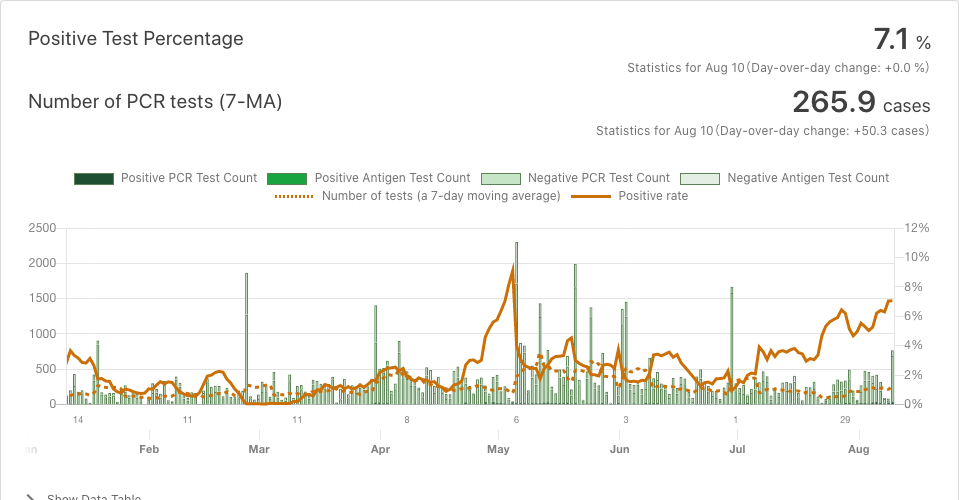 Positive Test Percentage
7.1 %
Statistics for Aug 10（Day-over-day change: +0.0 %）
Number of PCR tests (7-MA)
265.9 cases
Statistics for Aug 10（Day-over-day change: +50.3 cases）
Positive PCR Test Count Positive Antigen Test Count Negative PCR Test Count Negative Antigen Test Count
Number of tests (a 7-day moving average) Positive rate
2500 12%
10%
2000
8%
1500
6%
1000
4%
500
2%
0 0%
14 11 11 8 6 3 1 29
an Feb Mar Apr May Jun Jul Aug
Show Data Table